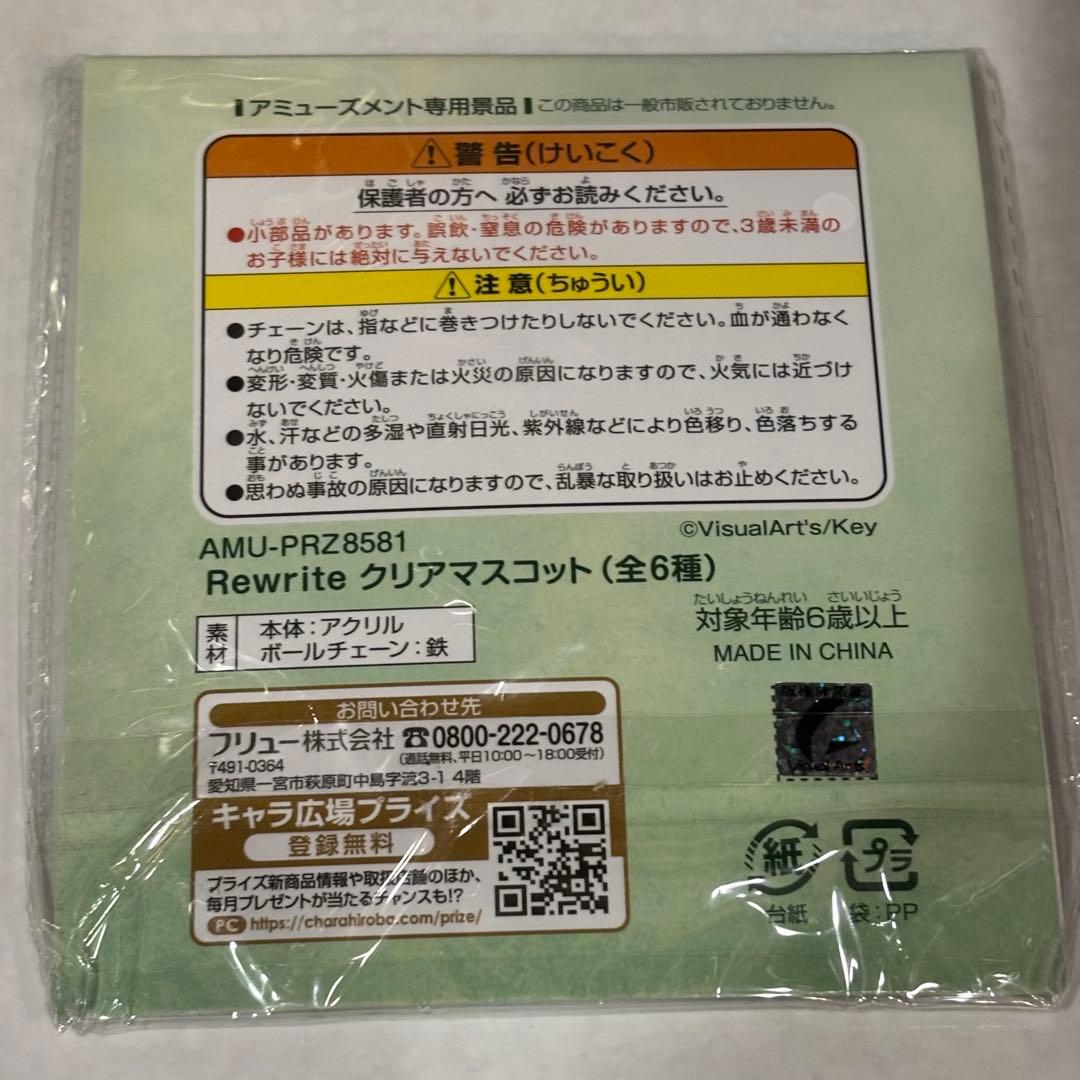 アミューズメント専用景品 この商品は一般市販されておりません。
⚠警告(けいこく)
保護者の方へ 必ずお読みください。
●小部品があります。誤飲・窒息の危険がありますので、3歳未満の
お子様には絶対に与えないでください。
⚠注意(ちゅうい)
●チェーンは、指などに巻きつけたりしないでください。血が通わなく
なり危険です。
●変形・変質・火傷または火災の原因になりますので、火気には近づけ
ないでください。
●水、汗などの多湿や直射日光、紫外線などにより色移り、色落ちする
事があります。
●思わぬ事故の原因になりますので、乱暴な取り扱いはお止めください。
©VisualArt's/Key
AMU-PRZ8581
Rewrite クリアマスコット(全6種)
たいしょうねんれい さいいじょう
対象年齢6歳以上
MADE IN CHINA
素材
本体:アクリル
ボールチェーン:鉄
お問い合わせ先
フリュー株式会社 ☎0800-222-0678
(通話無料、平日10:00~18:00受付)
〒491-0364
愛知県一宮市萩原町中島字流3-1 4階
キャラ広場プライズ
登録無料
プライズ新商品情報や取扱店舗のほか、
毎月プレゼントが当たるチャンスも!?
PC https://charahiroba.com/prize/
紙 プラ
台紙 袋:PP